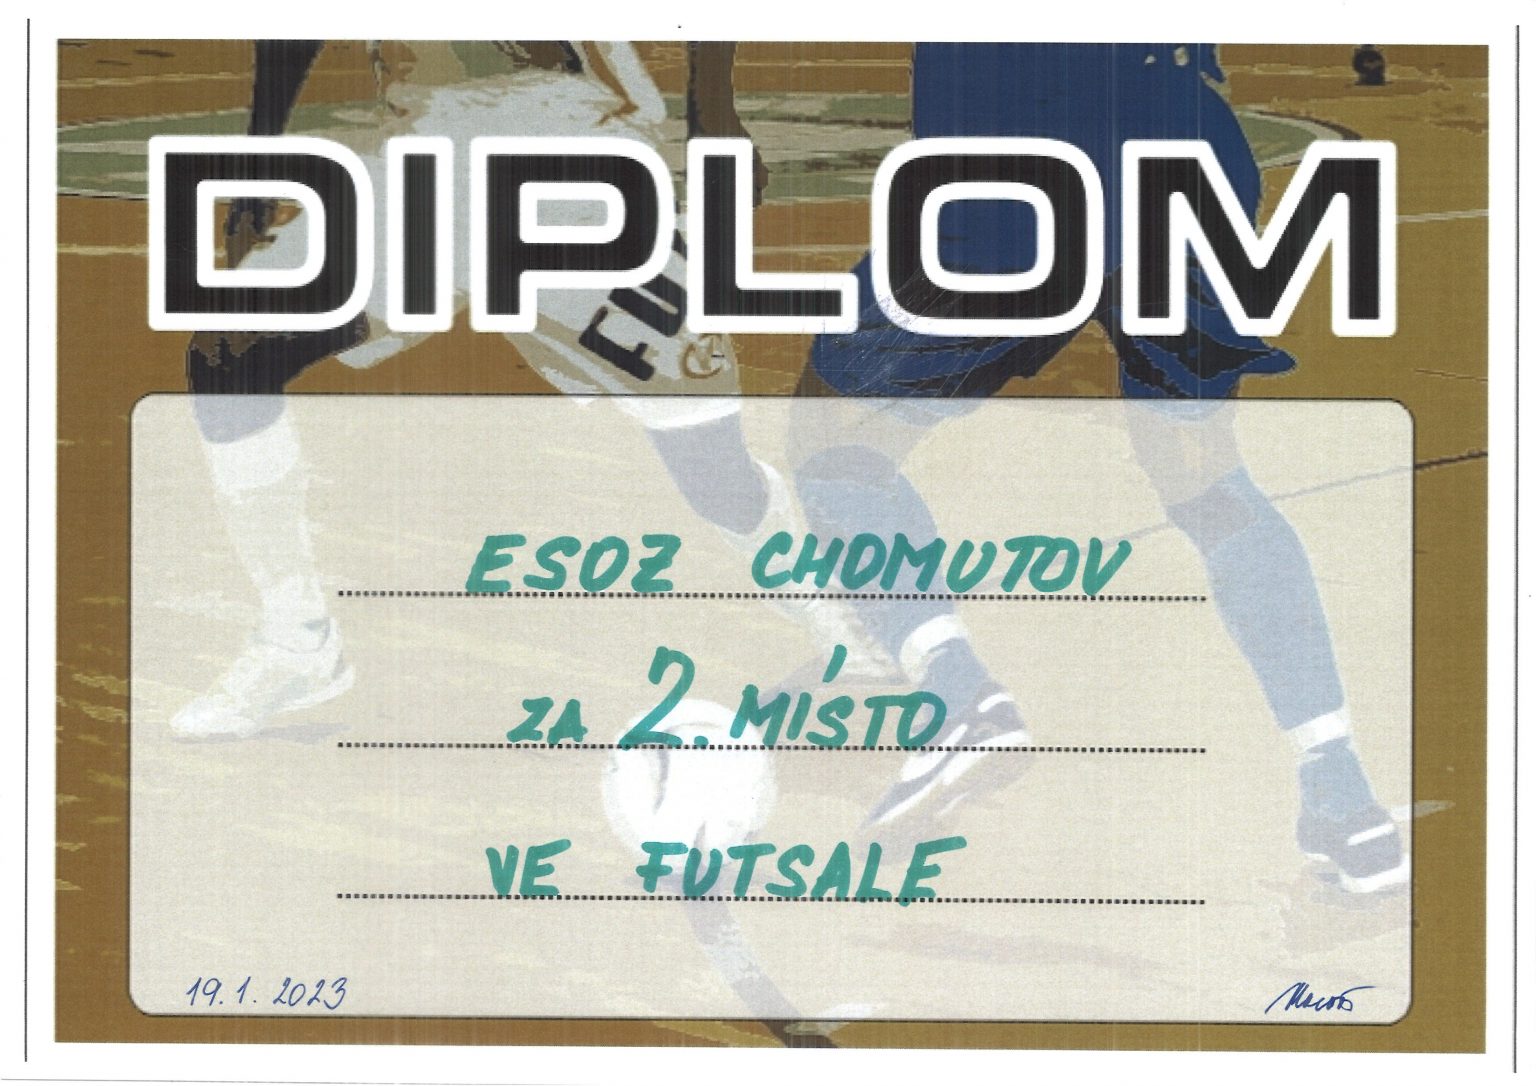 DIPLOM
ESOZ CHOMUTOV
ZA 2. MÍSTO
VE FUTSALE
19.1. 2023